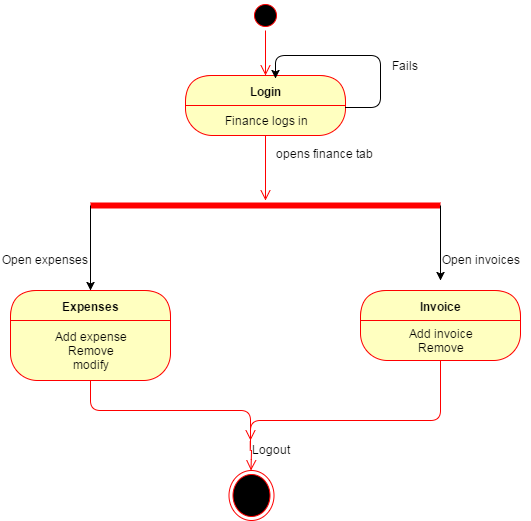 Fails
Login
Finance logs in
opens finance tab
Open expenses
Open invoices
Expenses
Add expense
Remove
modify
Invoice
Add invoice
Remove
Logout